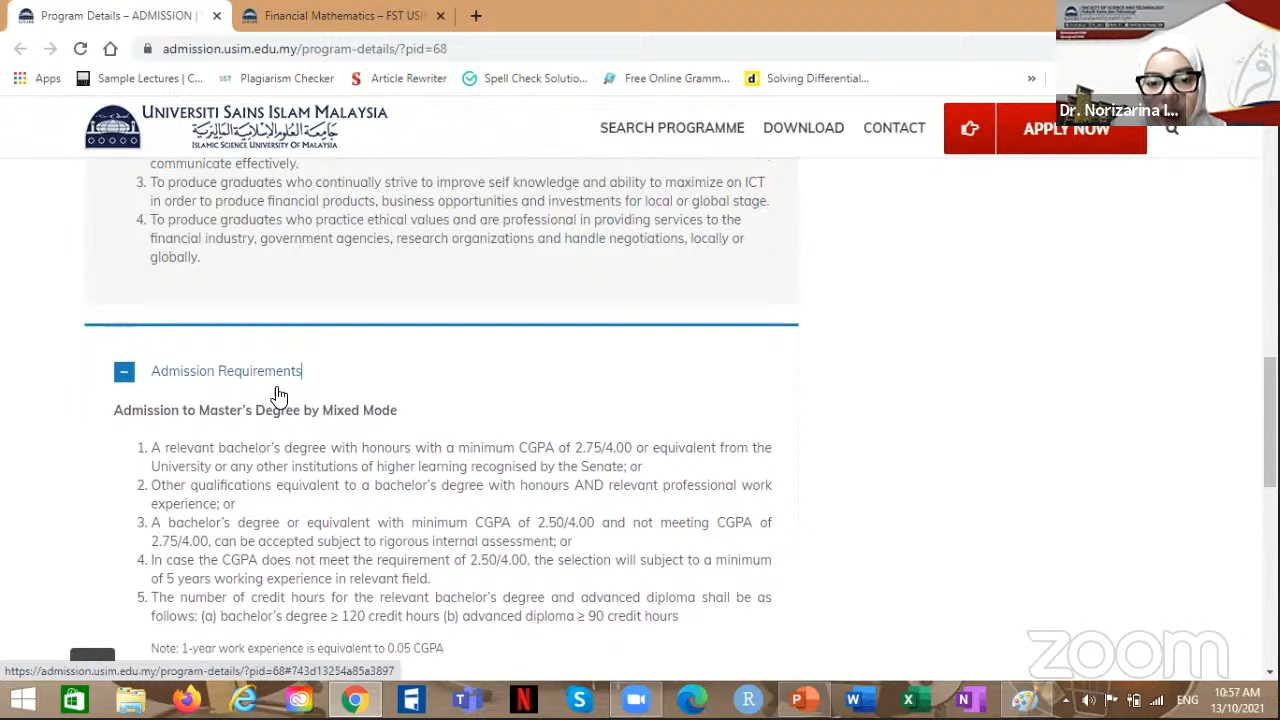 Program Details – ADMISSION |
Financial Mathematics
usim.edu.my/program-details/?pid=68
Apps
Sample Lectures | C...
Plagiarism Checker
Article Rewriter
Spell Check Solutio...
Free Online Gramm...
Solving Differential...
»
FACULTY OF SCIENCE AND TECHNOLOGY
Dr. Norizarina I...
UNIVERSITI SAINS ISLAM MALA
ISLAMIC SCIENCE UNIVERSITY OF MALAYSIA
SEARCH PROGRAMME
DOWNLOAD
CONTACT
APPLY NOW
communicate effectively.
3. To produce graduates who continually strive to improve self knowledge and ability to maximize on ICT
in order to produce financial products, business opportunities and investments for local or global stage.
4. To produce graduates who practice ethical values and are professional in providing services to the
financial industry, government agencies, research organizations and handle negotiations, locally or
globally.
Admission Requirements
Admission to Master's Degree by Mixed Mode
1. A relevant bachelor's degree with honours with a minimum CGPA of 2.75/4.00 or equivalent from the
University or any other institutions of higher learning recognised by the Senate; or
2. Other qualifications equivalent to a bachelor's degree with honours AND relevant professional work
experience; or
3. A bachelor's degree or equivalent with minimum CGPA of 2.50/4.00 and not meeting CGPA of
2.75/4.00, can be accepted subject to rigorous internal assessment; or
4. In case the CGPA does not meet the requirement of 2.50/4.00, the selection will subject to a minimum
of 5 years working experience in relevant field.
5. The number of credit hours for the relevant bachelor's degree and advanced diploma shall be as
follows: (a) bachelor's degree ≥ 120 credit hours (b) advanced diploma ≥ 90 credit hours
Note: 1-year work experience is equivalent to 0.05 CGPA
zoom
https://admission.usim.edu.my/program-details/?pid=68#743d13254a85a3897
ENG
10:57 AM
13/10/2021